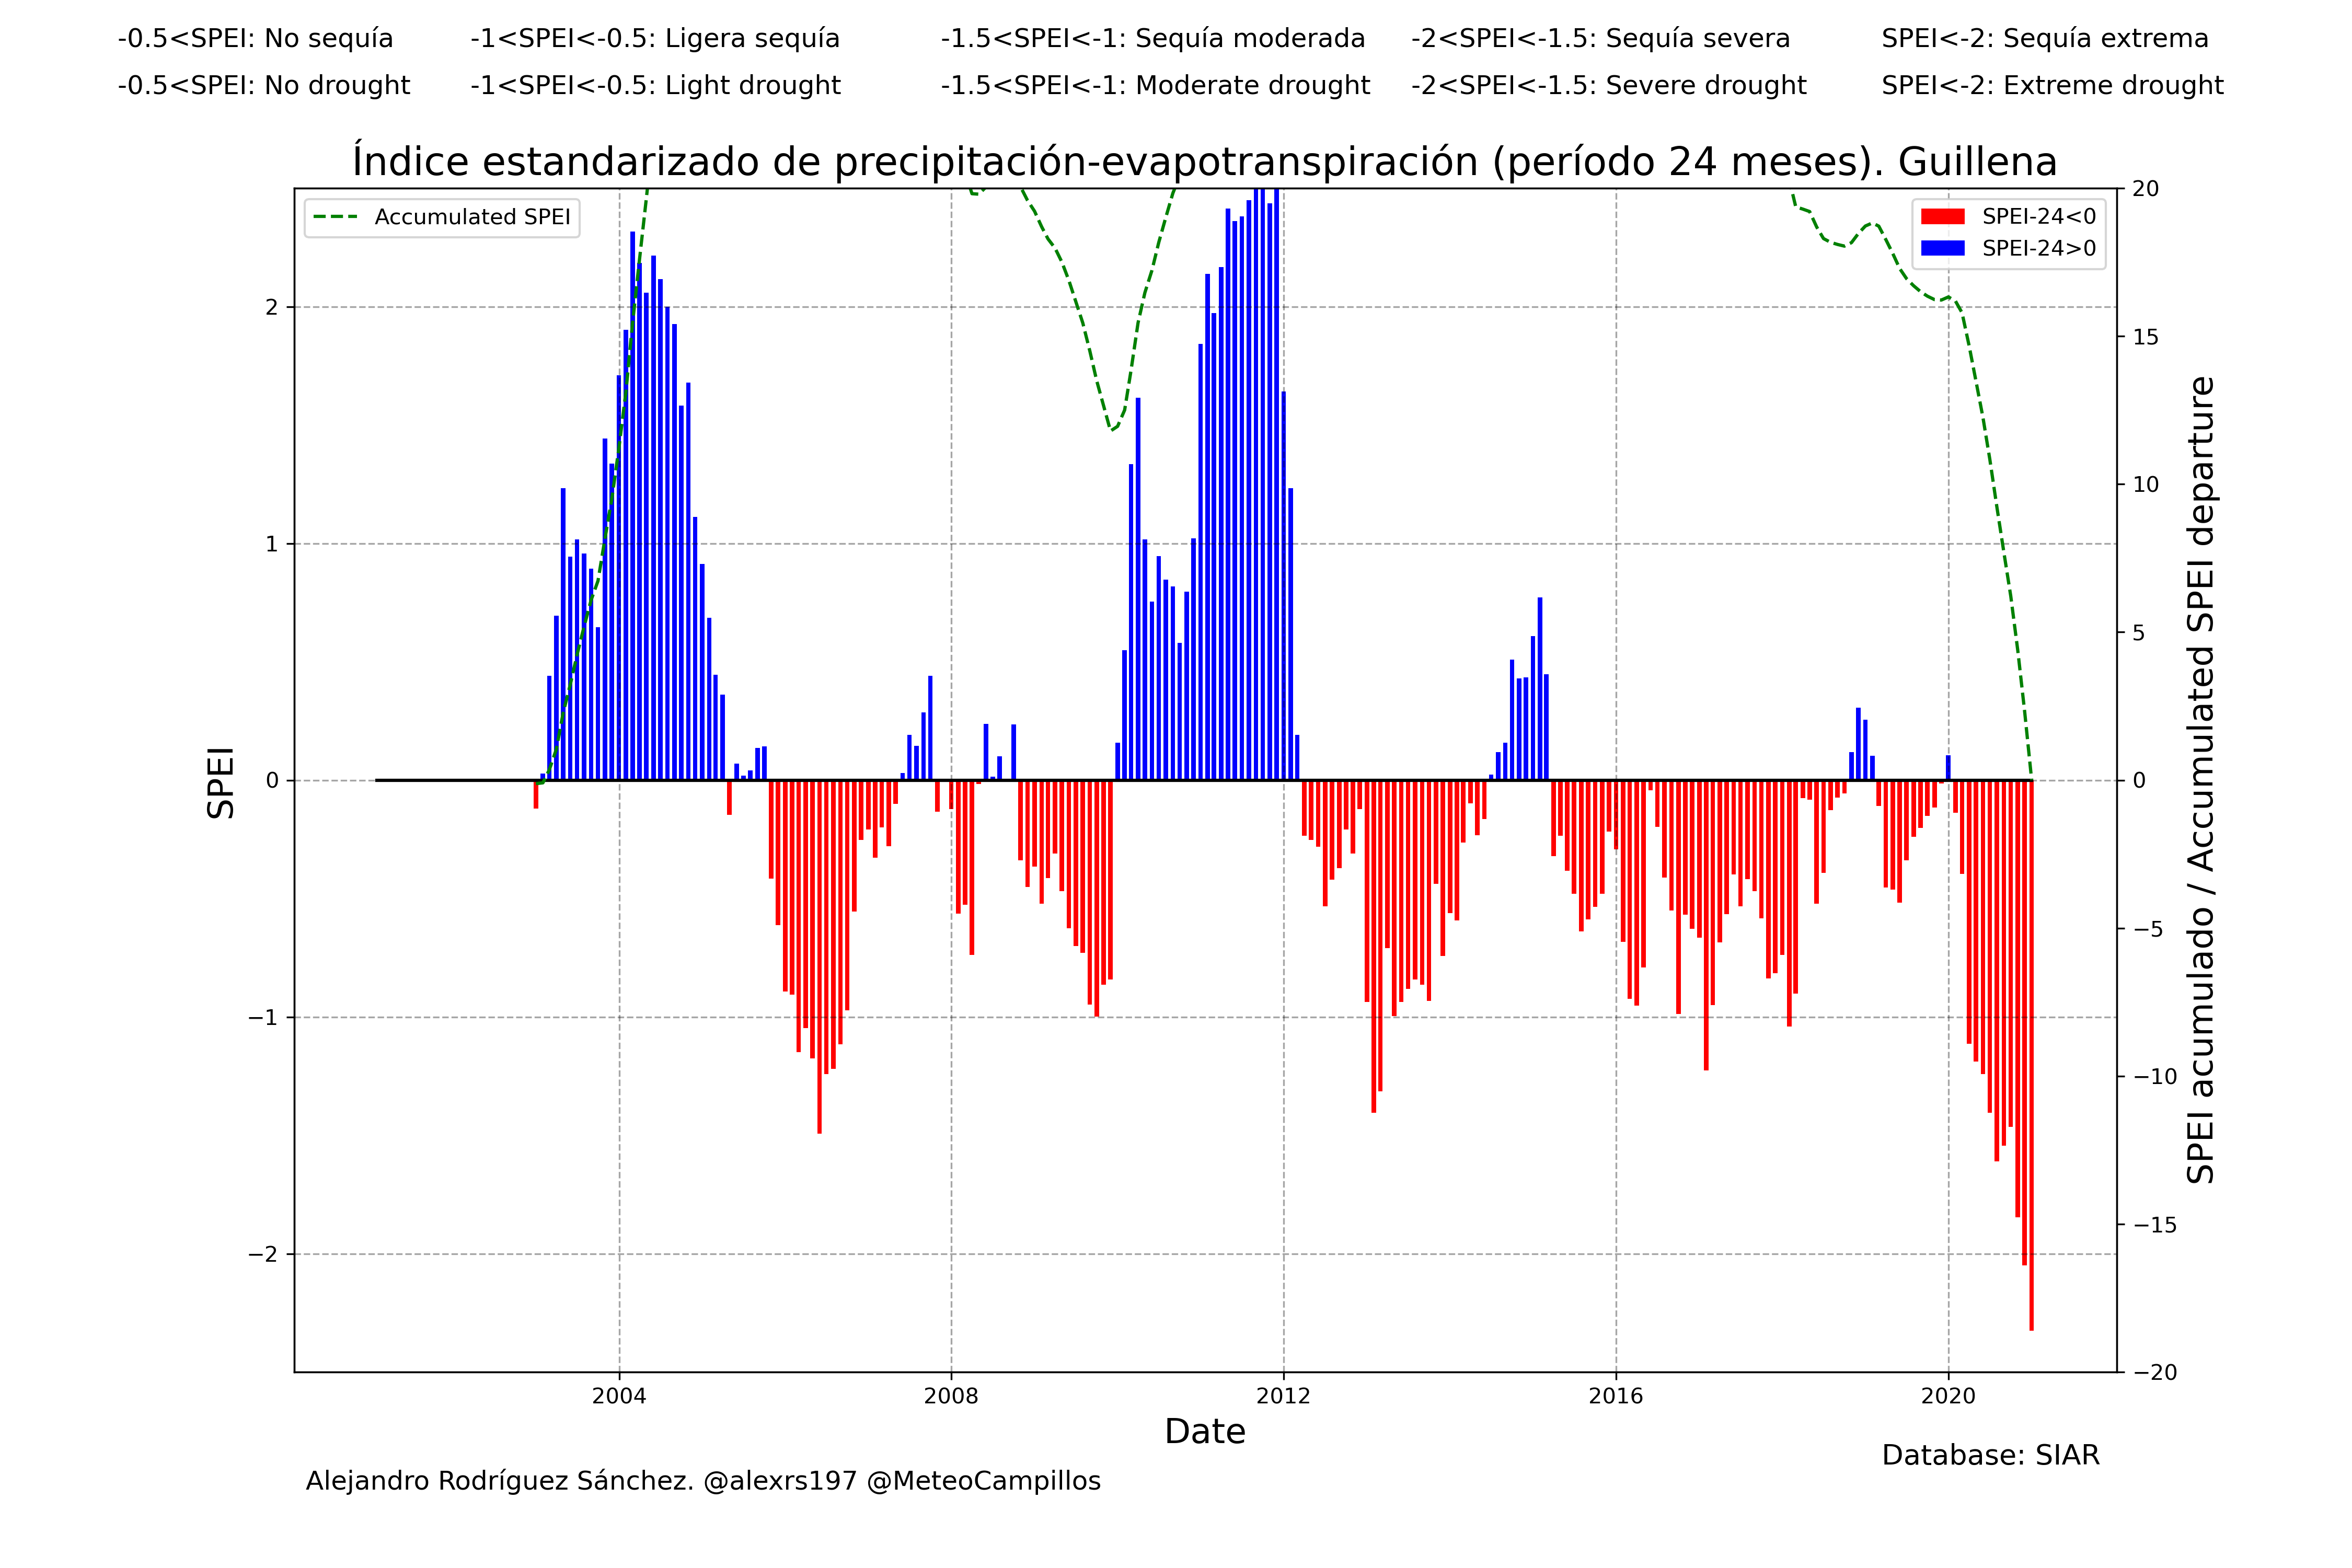 -0.5<SPEI: No sequía -1<SPEI<-0.5: Ligera sequía -1.5<SPEI<-1: Sequía moderada -2<SPEI<-1.5: Sequía severa SPEI<-2: Sequía extrema
-0.5<SPEI: No drought -1<SPEI<-0.5: Light drought -1.5<SPEI<-1: Moderate drought -2<SPEI<-1.5: Severe drought SPEI<-2: Extreme drought
Índice estandarizado de precipitación-evapotranspiración (período 24 meses). Guillena
Accumulated SPEI
SPEI-24<0
SPEI-24>0
SPEI
2
1
0
−1
−2
20
15
10
5
0
−5
−10
−15
−20
SPEI acumulado / Accumulated SPEI departure
2004 2008 2012 2016 2020
Date
Database: SIAR
Alejandro Rodríguez Sánchez. @alexrs197 @MeteoCampillos